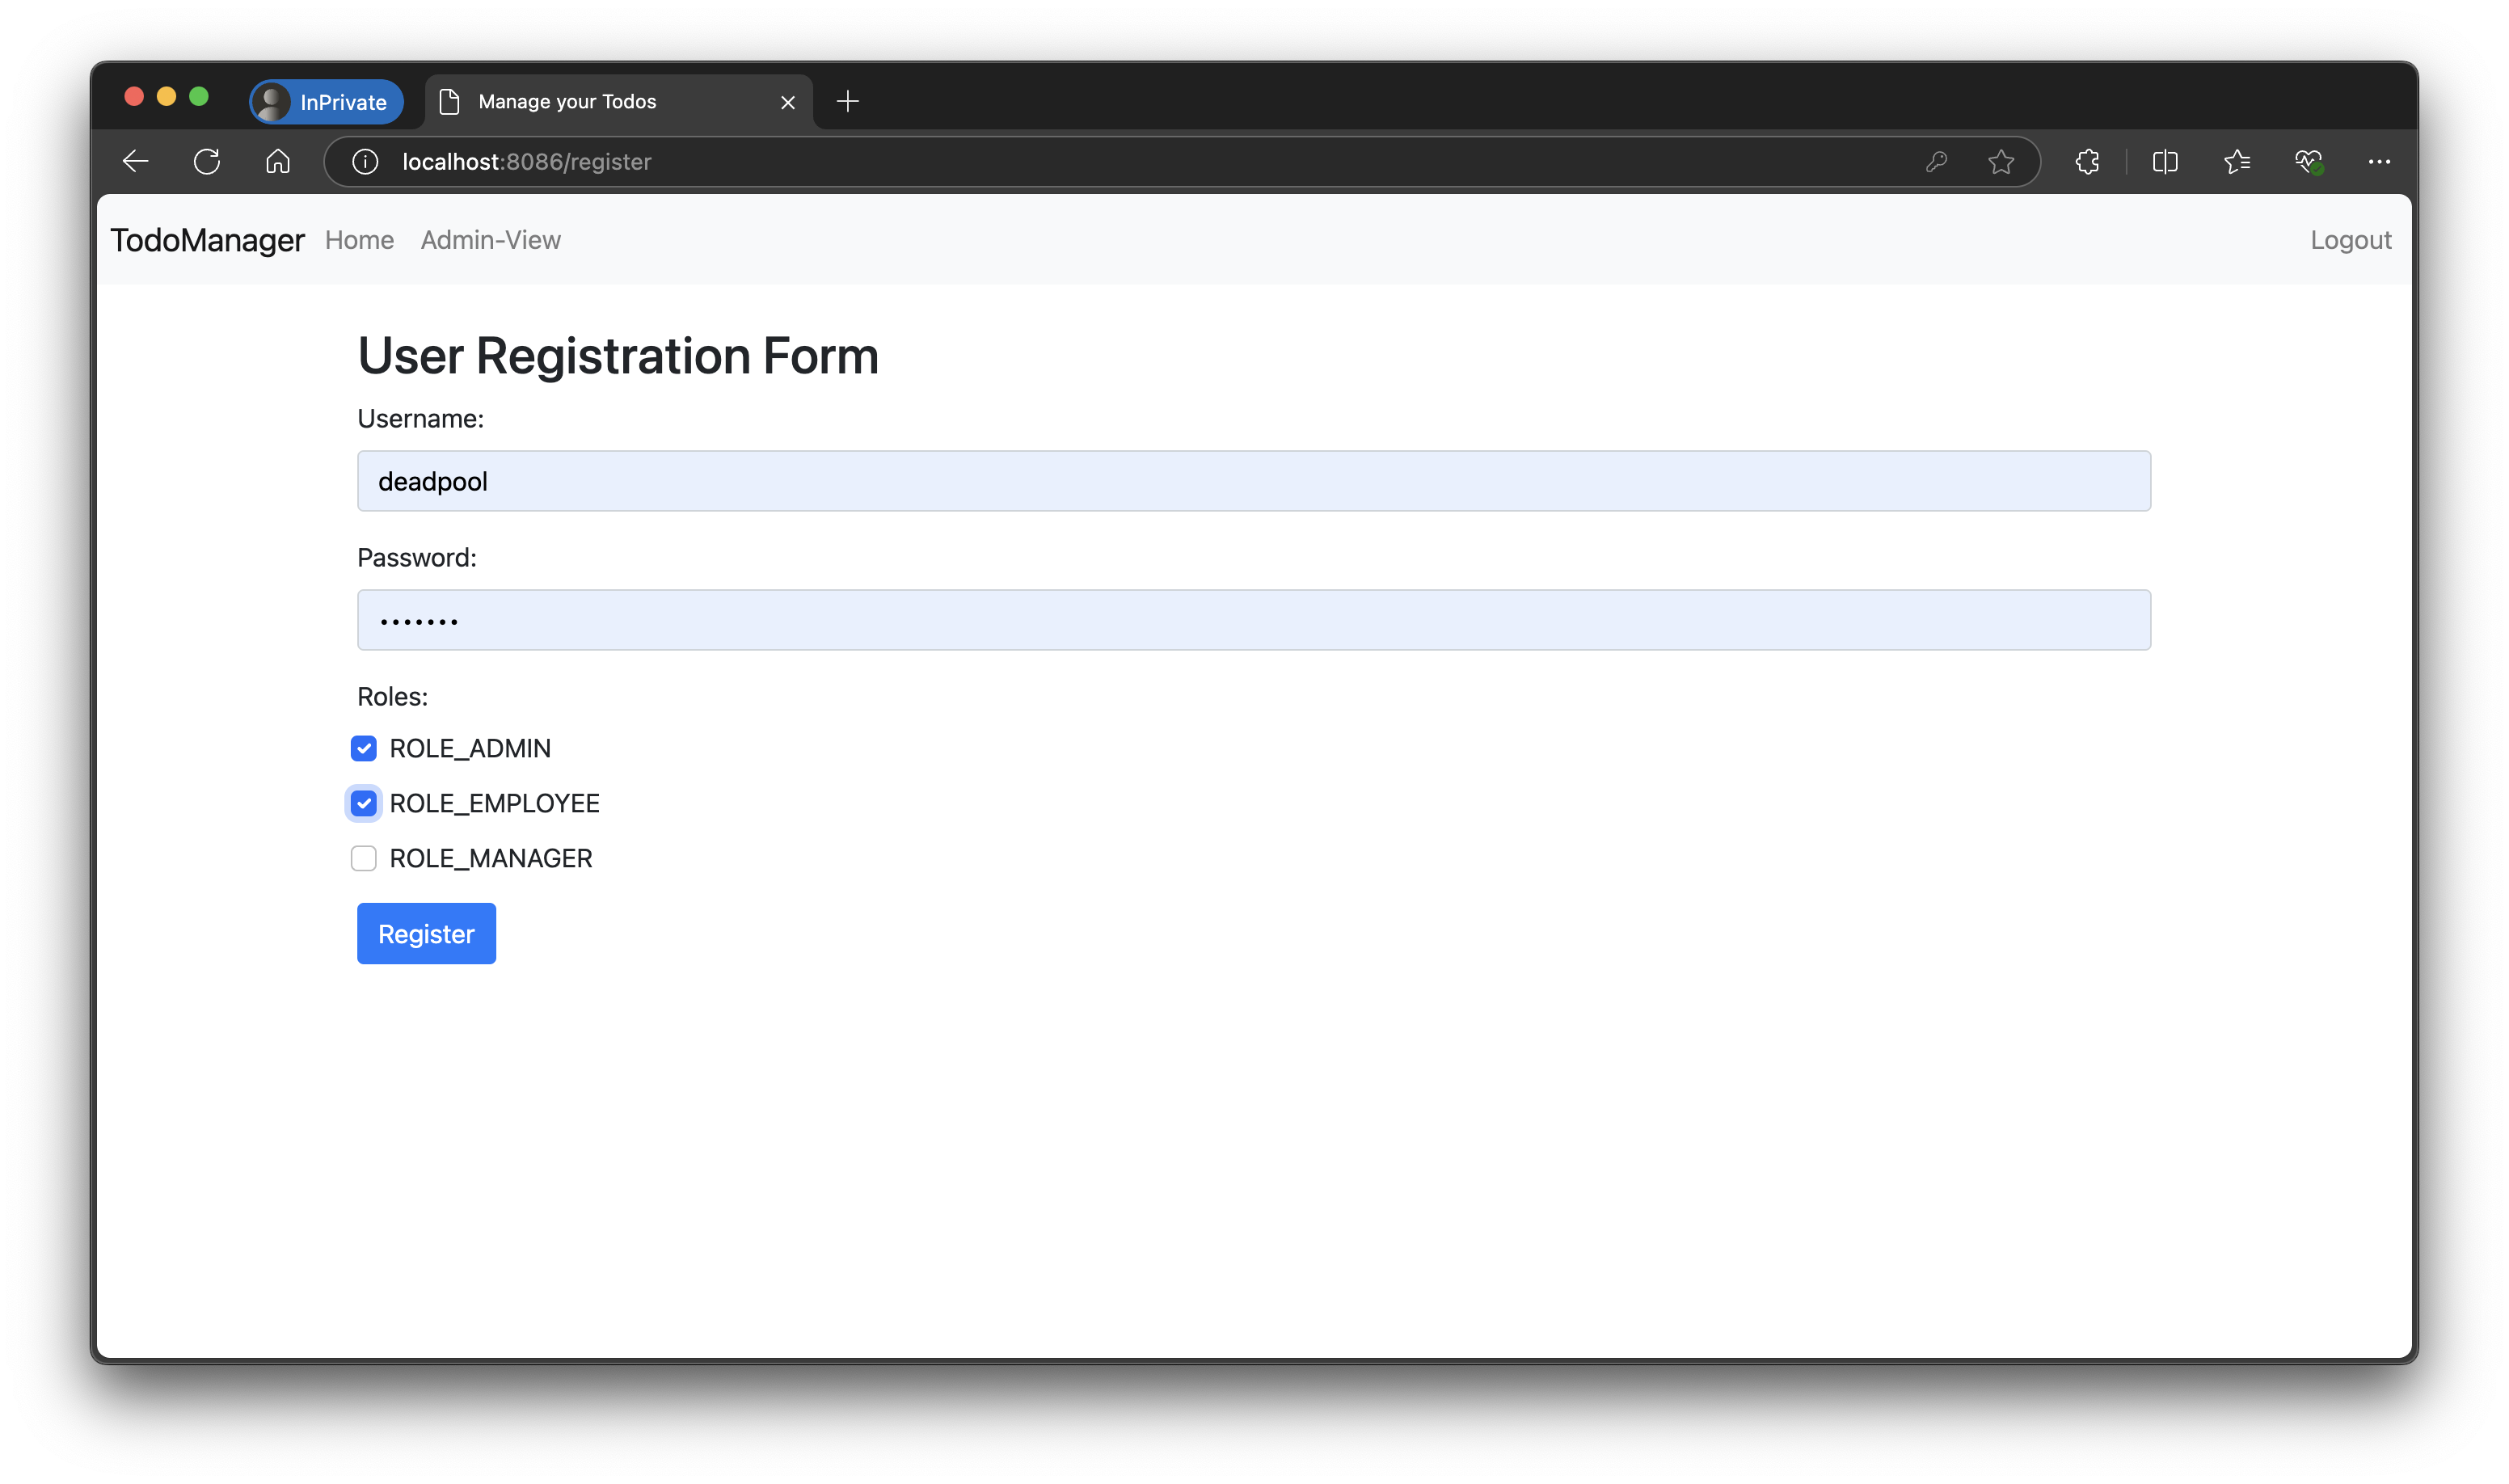 InPrivate
Manage your Todos
localhost:8086/register
TodoManager Home Admin-View Logout
User Registration Form
Username:
deadpool
Password:
•••••••
Roles:
ROLE_ADMIN
ROLE_EMPLOYEE
ROLE_MANAGER
Register